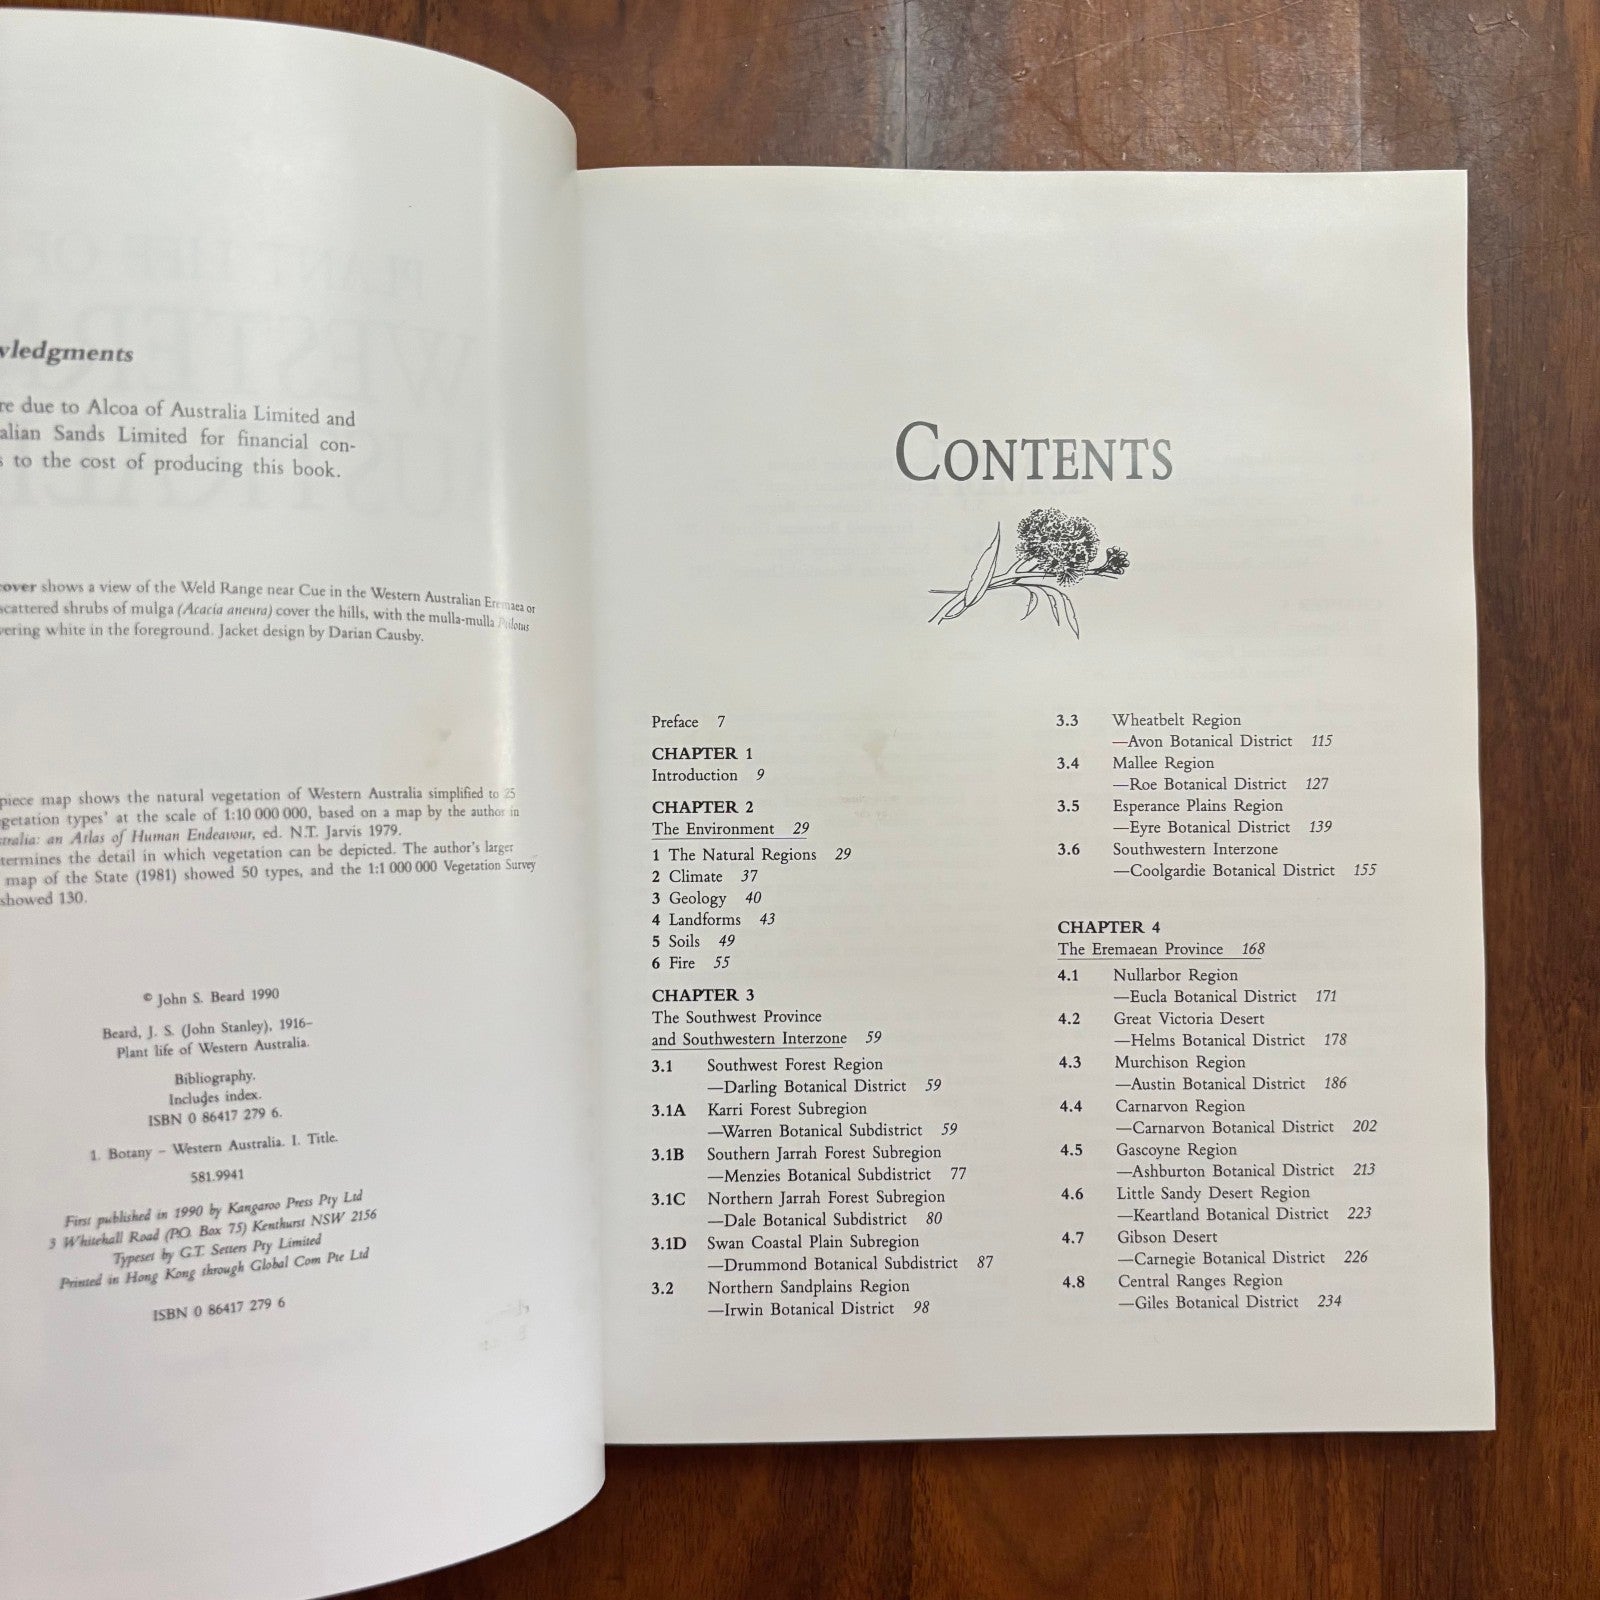 wledgments
re due to Alcoa of Australia Limited and
alian Sands Limited for financial con-
s to the cost of producing this book.
cover shows a view of the Weld Range near Cue in the Western Australian Eremaea or
scattered shrubs of mulga (Acacia aneura) cover the hills, with the mulla-mulla Ptilotus
vering white in the foreground. Jacket design by Darian Causby.
piece map shows the natural vegetation of Western Australia simplified to 25
getation types' at the scale of 1:10 000 000, based on a map by the author in
tralia: an Atlas of Human Endeavour, ed. N.T. Jarvis 1979.
termines the detail in which vegetation can be depicted. The author's larger
map of the State (1981) showed 50 types, and the 1:1 000 000 Vegetation Survey
showed 130.
© John S. Beard 1990
Beard, J. S. (John Stanley), 1916–
Plant life of Western Australia.
Bibliography.
Includes index.
ISBN 0 86417 279 6.
1. Botany – Western Australia. I. Title.
581.9941
First published in 1990 by Kangaroo Press Pty Ltd
3 Whitehall Road (P.O. Box 75) Kenthurst NSW 2156
Typeset by G.T. Setters Pty Limited
Printed in Hong Kong through Global Com Pte Ltd
ISBN 0 86417 279 6
CONTENTS
Preface 7
CHAPTER 1
Introduction 9
CHAPTER 2
The Environment 29
1 The Natural Regions 29
2 Climate 37
3 Geology 40
4 Landforms 43
5 Soils 49
6 Fire 55
CHAPTER 3
The Southwest Province
and Southwestern Interzone 59
3.1 Southwest Forest Region
—Darling Botanical District 59
3.1A Karri Forest Subregion
—Warren Botanical Subdistrict 59
3.1B Southern Jarrah Forest Subregion
—Menzies Botanical Subdistrict 77
3.1C Northern Jarrah Forest Subregion
—Dale Botanical Subdistrict 80
3.1D Swan Coastal Plain Subregion
—Drummond Botanical Subdistrict 87
3.2 Northern Sandplains Region
—Irwin Botanical District 98
3.3 Wheatbelt Region
—Avon Botanical District 115
3.4 Mallee Region
—Roe Botanical District 127
3.5 Esperance Plains Region
—Eyre Botanical District 139
3.6 Southwestern Interzone
—Coolgardie Botanical District 155
CHAPTER 4
The Eremaean Province 168
4.1 Nullarbor Region
—Eucla Botanical District 171
4.2 Great Victoria Desert
—Helms Botanical District 178
4.3 Murchison Region
—Austin Botanical District 186
4.4 Carnarvon Region
—Carnarvon Botanical District 202
4.5 Gascoyne Region
—Ashburton Botanical District 213
4.6 Little Sandy Desert Region
—Keartland Botanical District 223
4.7 Gibson Desert
—Carnegie Botanical District 226
4.8 Central Ranges Region
—Giles Botanical District 234